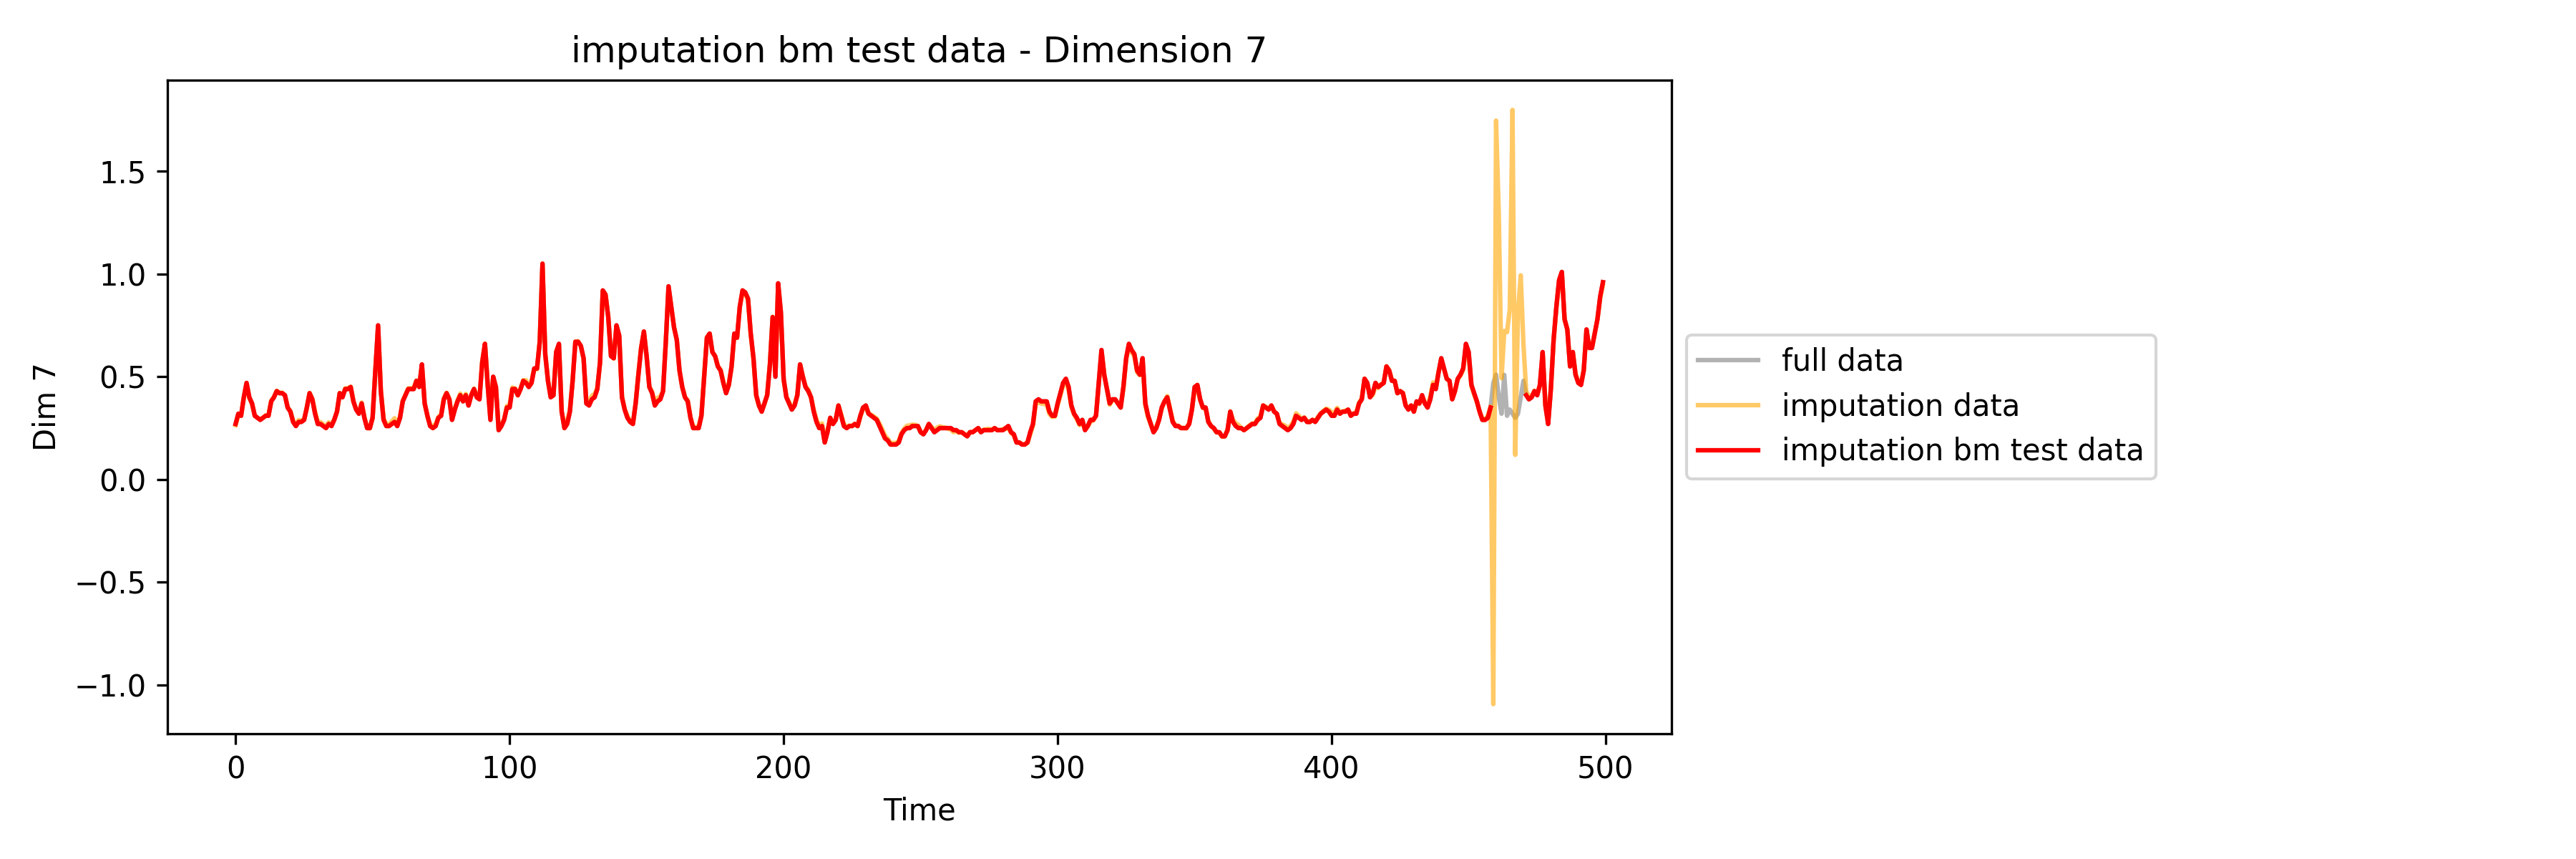 imputation bm test data - Dimension 7
Dim 7
1.5
1.0
0.5
0.0
−0.5
−1.0
0 100 200 300 400 500
Time
full data
imputation data
imputation bm test data